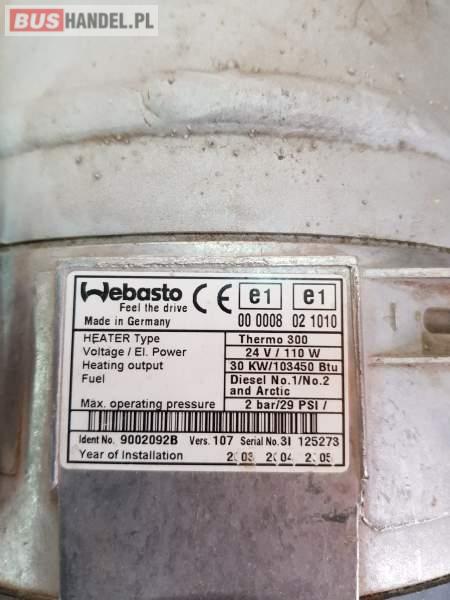 BUSHANDEL.PL
Webasto CE e1 e1
Feel the drive
Made in Germany 00 0008 02 1010
HEATER Type Thermo 300
Voltage / El. Power 24 V / 110 W
Heating output 30 KW/103450 Btu
Fuel Diesel No.1/No.2
and Arctic
Max. operating pressure 2 bar/29 PSI /
Ident No. 9002092B Vers. 107 Serial No. 3I 125273
Year of Installation 2003 2004 2005